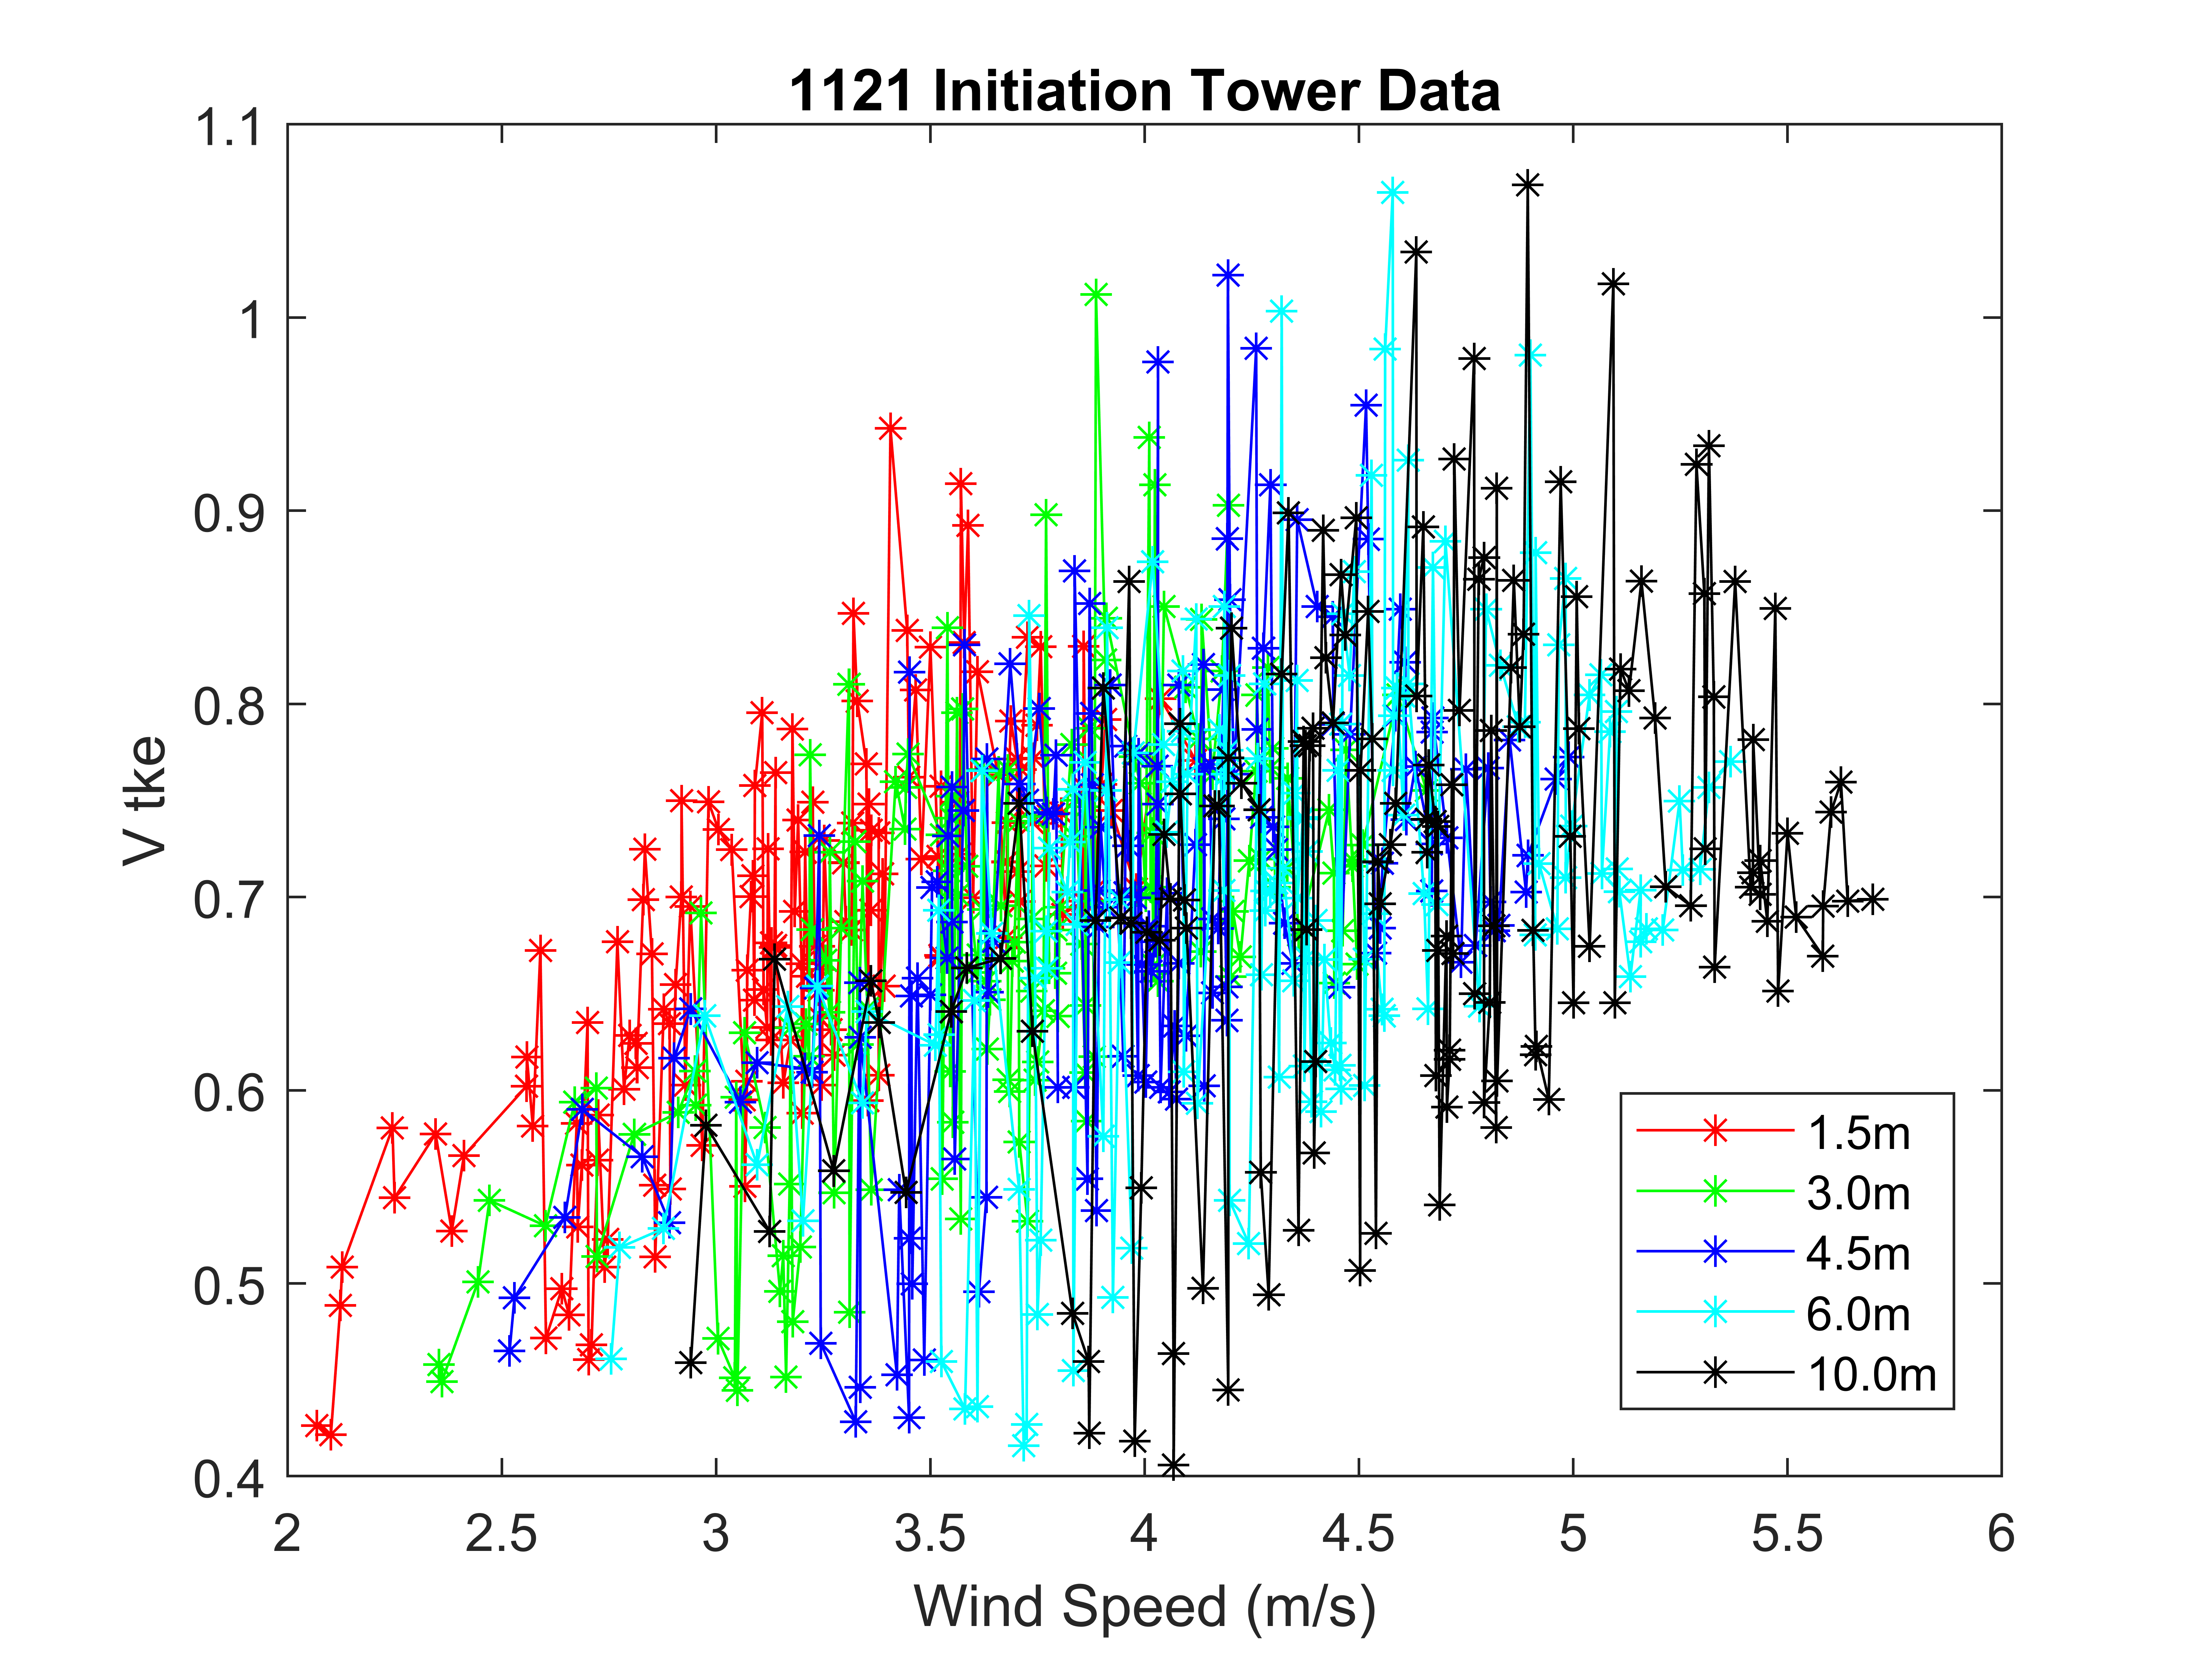 1121 Initiation Tower Data
1.1
1
0.9
0.8
0.7
0.6
0.5
0.4
V tke
2 2.5 3 3.5 4 4.5 5 5.5 6
Wind Speed (m/s)
1.5m
3.0m
4.5m
6.0m
10.0m